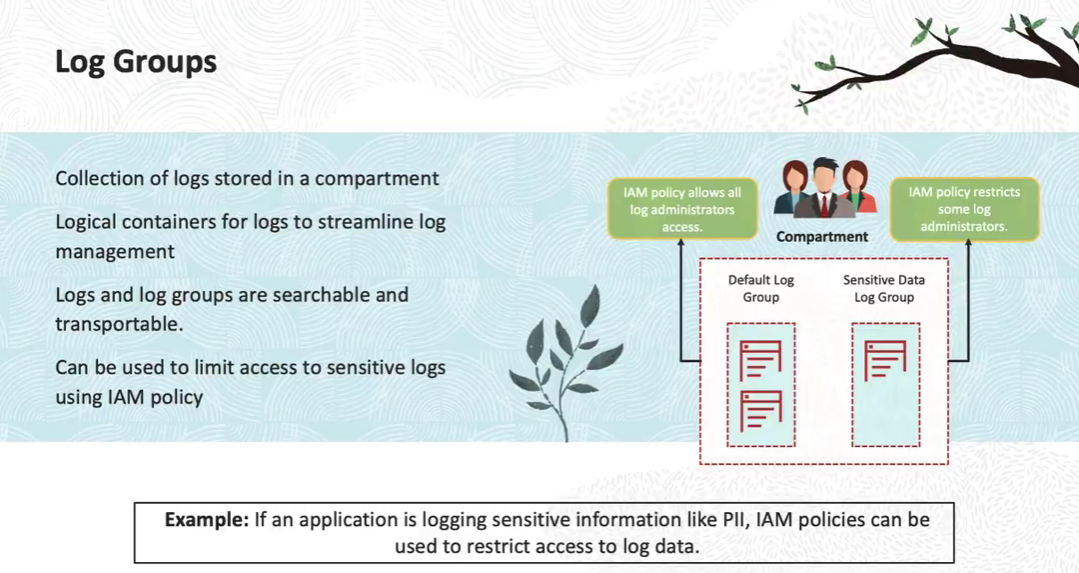 Log Groups
Collection of logs stored in a compartment
Logical containers for logs to streamline log
management
Logs and log groups are searchable and
transportable.
Can be used to limit access to sensitive logs
using IAM policy
IAM policy allows all
log administrators
access.
Compartment
IAM policy restricts
some log
administrators.
Default Log
Group
Sensitive Data
Log Group
Example: If an application is logging sensitive information like PII, IAM policies can be
used to restrict access to log data.